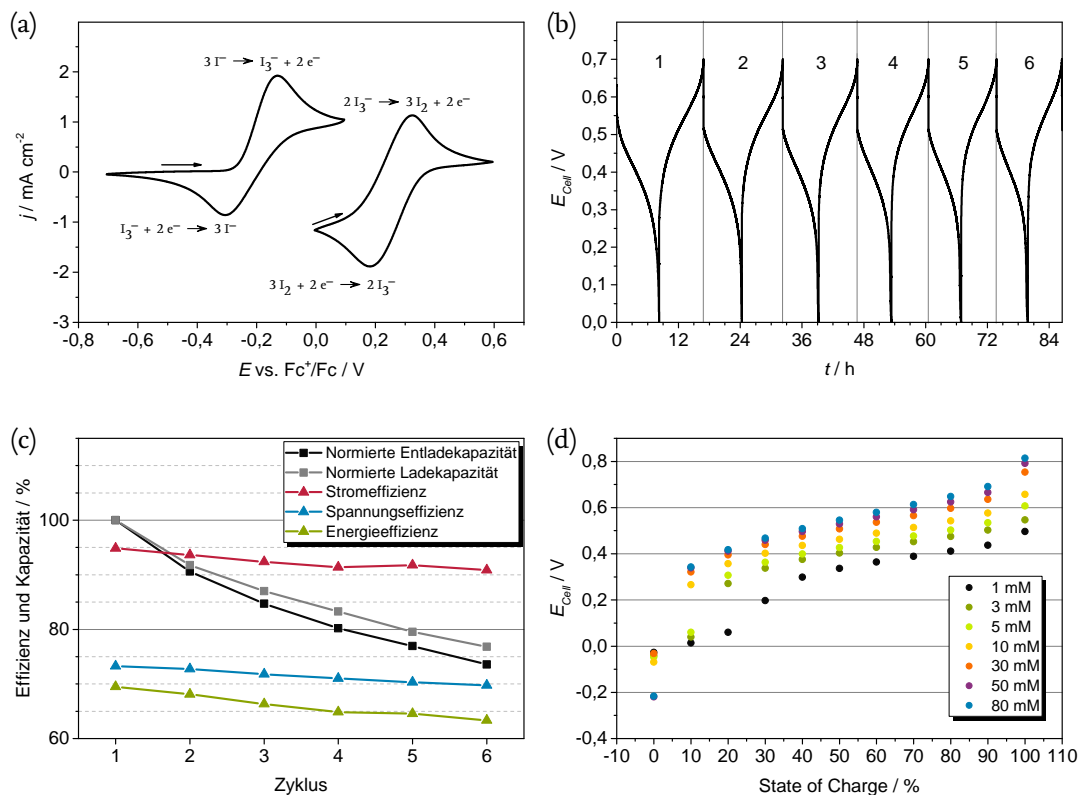 (a)
3 I⁻ → I₃⁻ + 2 e⁻
2 I₃⁻ → 3 I₂ + 2 e⁻
I₃⁻ + 2 e⁻ → 3 I⁻
3 I₂ + 2 e⁻ → 2 I₃⁻
j / mA cm⁻²
3
2
1
0
-1
-2
-3
-0,8 -0,6 -0,4 -0,2 0,0 0,2 0,4 0,6
E vs. Fc⁺/Fc / V
(b)
1 2 3 4 5 6
E_Cell / V
0,8
0,7
0,6
0,5
0,4
0,3
0,2
0,1
0,0
0 12 24 36 48 60 72 84
t / h
(c)
Normierte Entladekapazität
Normierte Ladekapazität
Stromeffizienz
Spannungseffizienz
Energieeffizienz
Effizienz und Kapazität / %
100
80
60
1 2 3 4 5 6
Zyklus
(d)
E_Cell / V
0,8
0,6
0,4
0,2
0,0
-0,2
-0,4
1 mM
3 mM
5 mM
10 mM
30 mM
50 mM
80 mM
-10 0 10 20 30 40 50 60 70 80 90 100 110
State of Charge / %